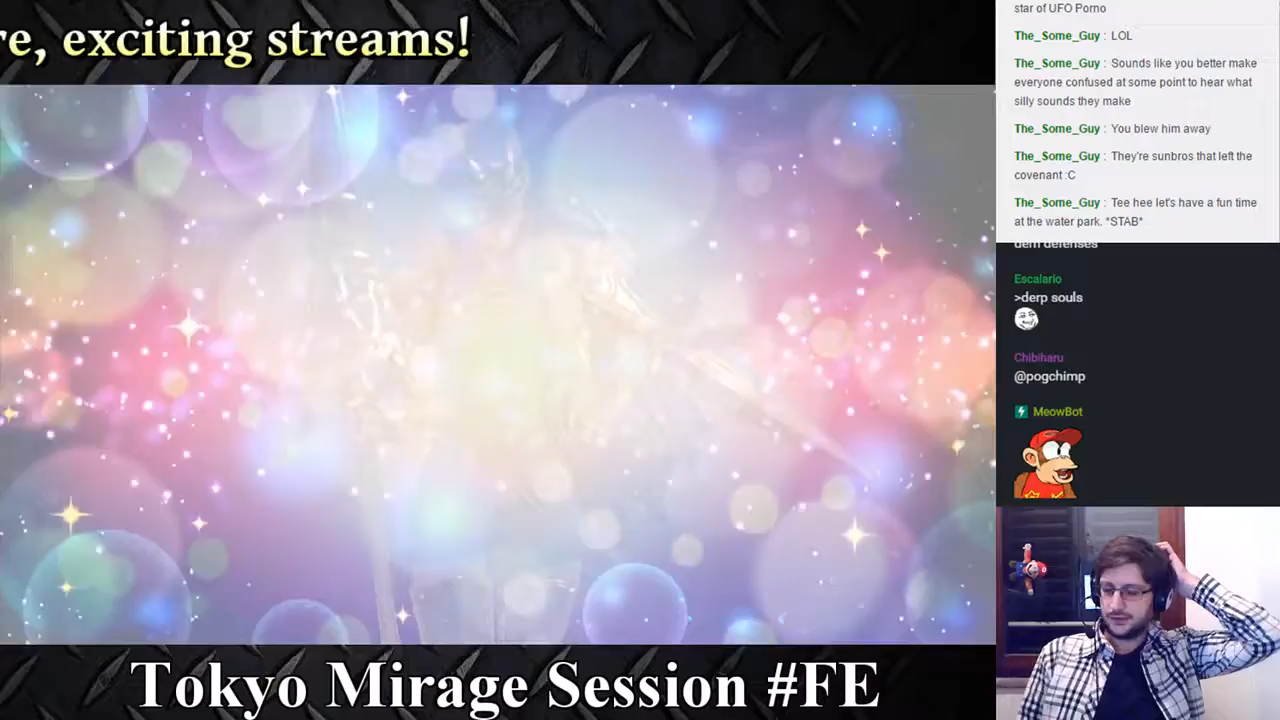 re, exciting streams!
star of UFO Porno
The_Some_Guy : LOL
The_Some_Guy : Sounds like you better make
everyone confused at some point to hear what
silly sounds they make
The_Some_Guy : You blew him away
The_Some_Guy : They're sunbros that left the
covenant :C
The_Some_Guy : Tee hee let's have a fun time
at the water park. *STAB*
dem defenses
Escalario
>derp souls
Chibiharu
@pogchimp
MeowBot
Tokyo Mirage Session #FE